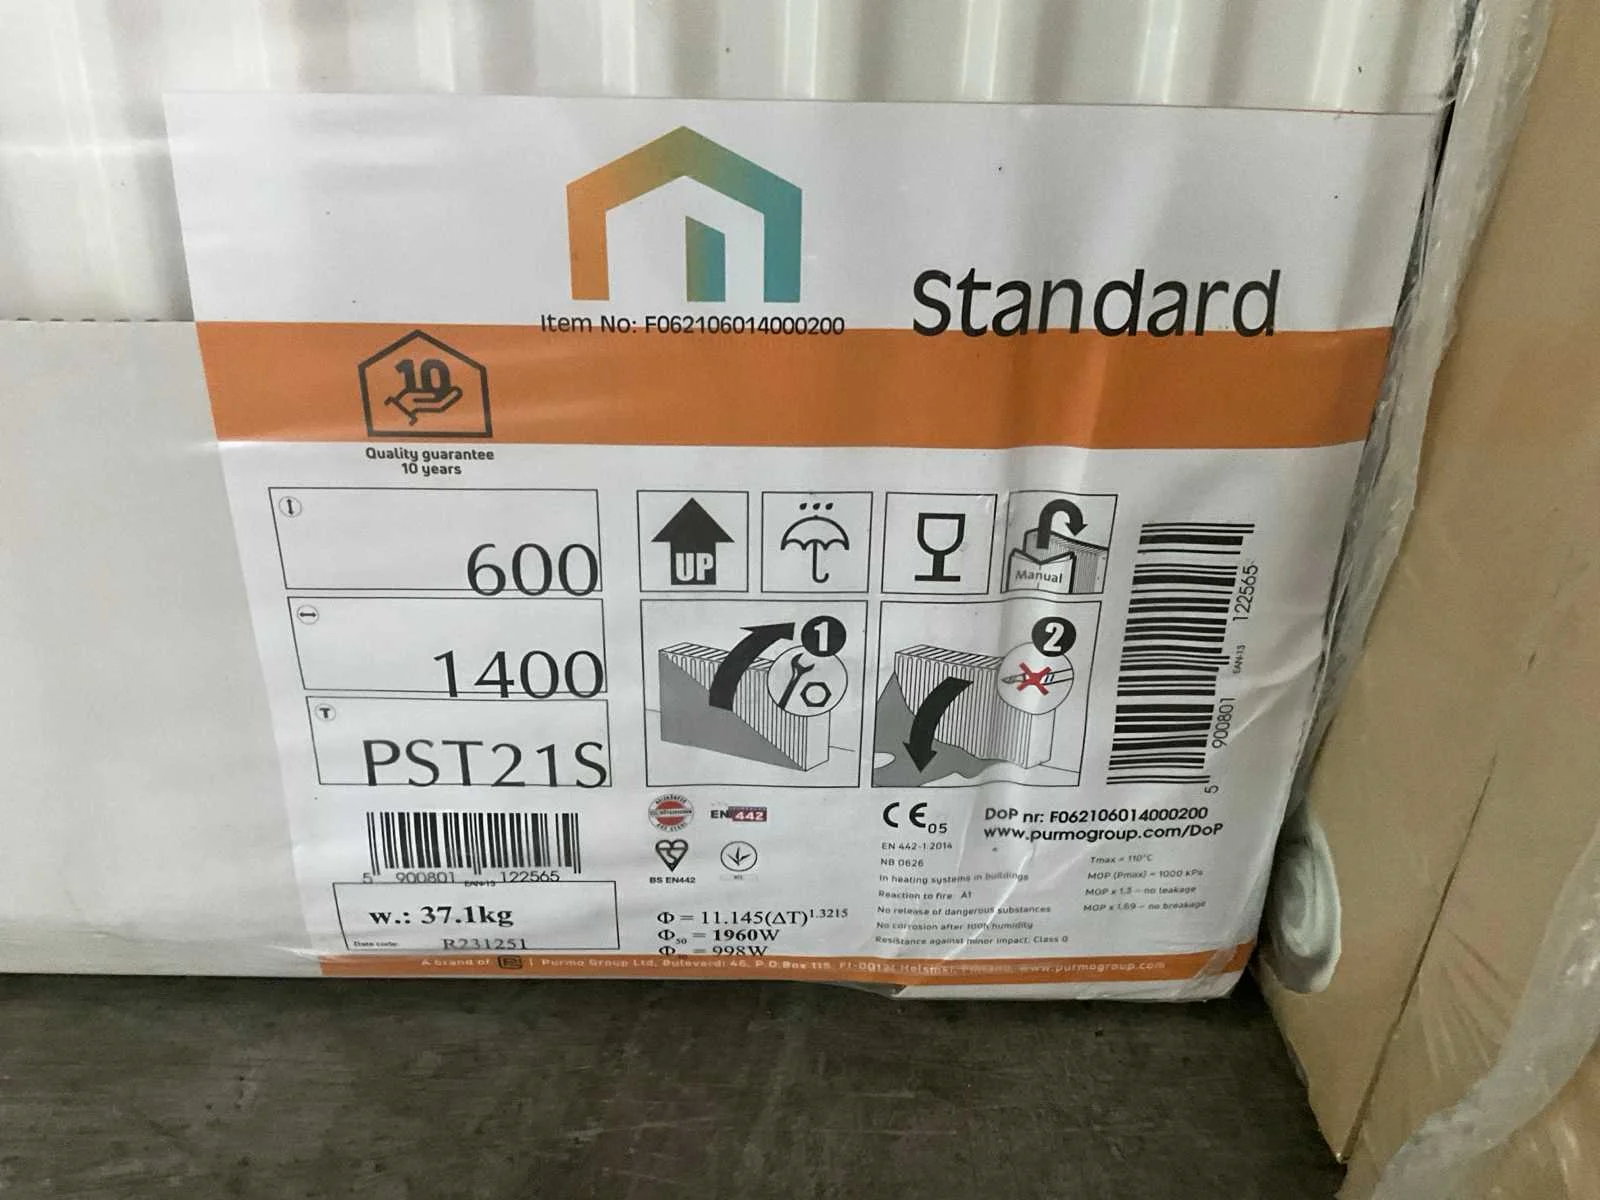 Standard
Item No: F062106014000200
10
Quality guarantee
10 years
600
1400
T
PST21S
UP
Manual
1
2
5 900801 EAN-13 122565
5 900801 EAN-13 122565
w.: 37.1kg
Date code: R231251
EN 442
BS EN442
Φ = 11.145(ΔT)1.3215
Φ50 = 1960W
Φ = 998W
CE 05
EN 442-1:2014
NB 0626
In heating systems in buildings
Reaction to fire A1
No release of dangerous substances
No corrosion after 100h humidity
Resistance against minor impact: Class 0
DoP nr: F062106014000200
www.purmogroup.com/DoP
Tmax = 110°C
MOP (Pmax) = 1000 kPa
MOP x 1,3 - no leakage
MOP x 1,69 - no breakage
A brand of | Purmo Group Ltd, Bulevardi 46, P.O.Box 115, FI-00121 Helsinki, Finland, www.purmogroup.com